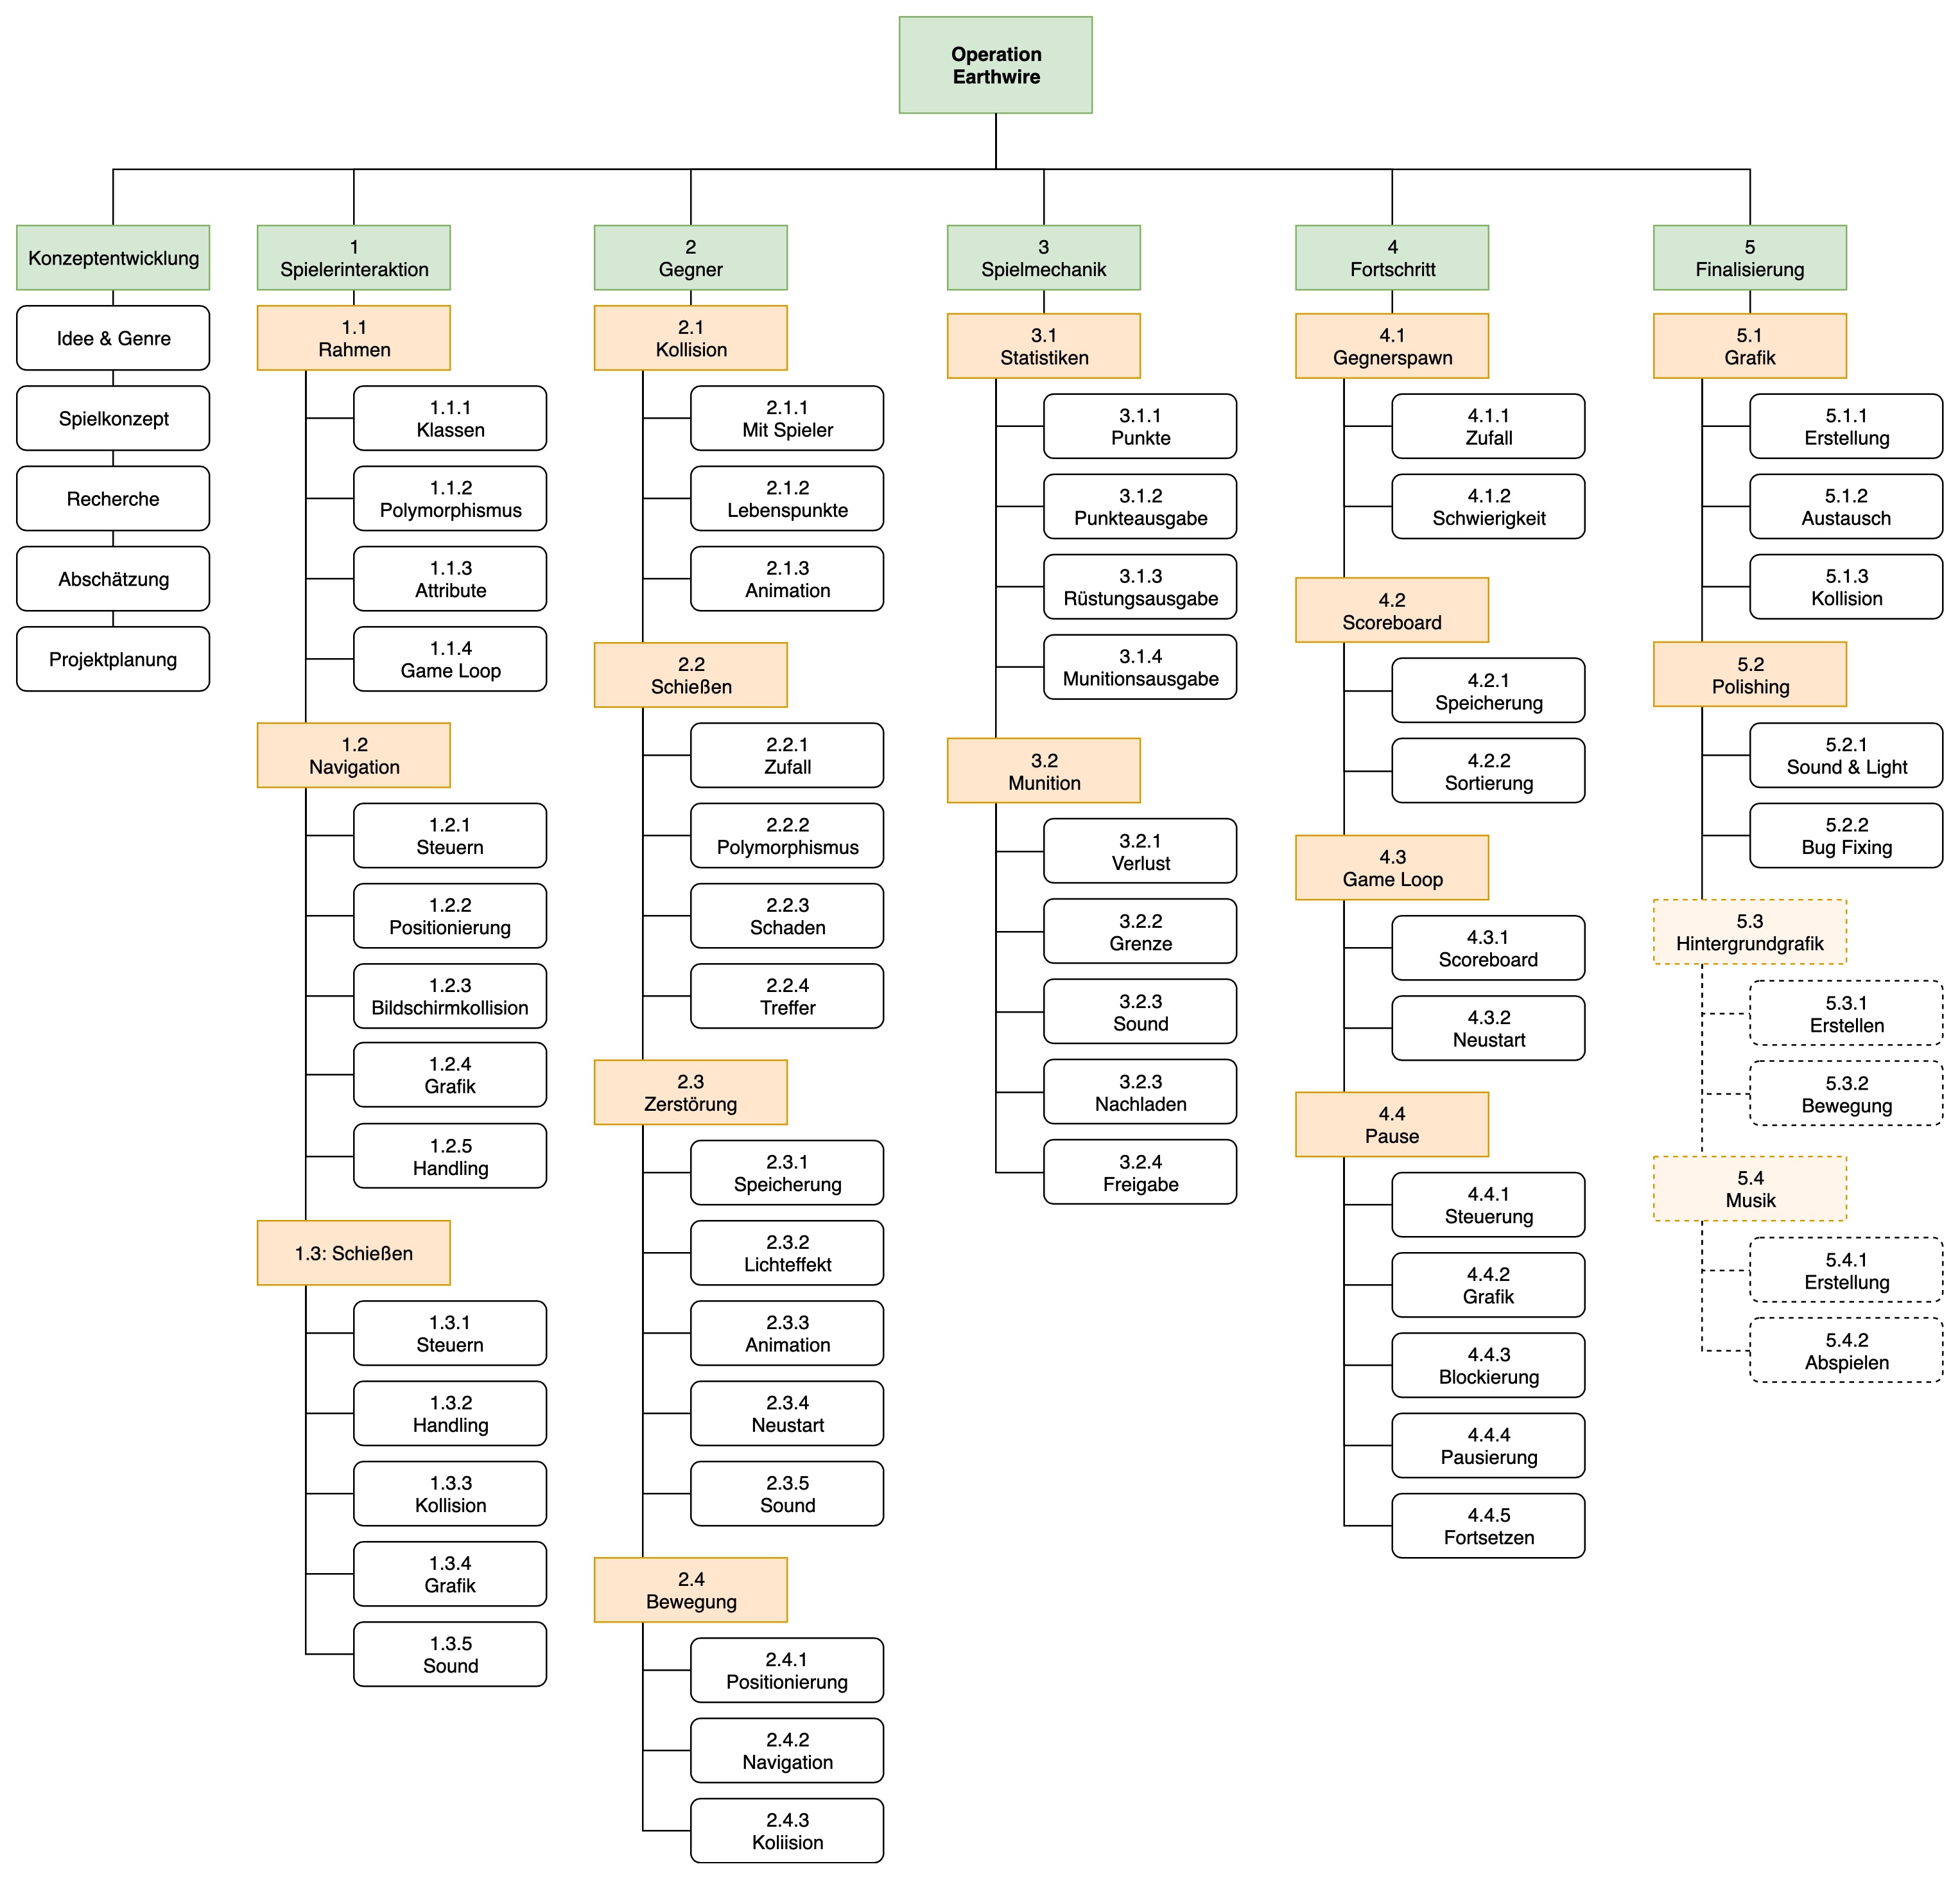 Operation
Earthwire
Konzeptentwicklung
Idee & Genre
Spielkonzept
Recherche
Abschätzung
Projektplanung
1
Spielerinteraktion
1.1
Rahmen
1.1.1
Klassen
1.1.2
Polymorphismus
1.1.3
Attribute
1.1.4
Game Loop
1.2
Navigation
1.2.1
Steuern
1.2.2
Positionierung
1.2.3
Bildschirmkollision
1.2.4
Grafik
1.2.5
Handling
1.3: Schießen
1.3.1
Steuern
1.3.2
Handling
1.3.3
Kollision
1.3.4
Grafik
1.3.5
Sound
2
Gegner
2.1
Kollision
2.1.1
Mit Spieler
2.1.2
Lebenspunkte
2.1.3
Animation
2.2
Schießen
2.2.1
Zufall
2.2.2
Polymorphismus
2.2.3
Schaden
2.2.4
Treffer
2.3
Zerstörung
2.3.1
Speicherung
2.3.2
Lichteffekt
2.3.3
Animation
2.3.4
Neustart
2.3.5
Sound
2.4
Bewegung
2.4.1
Positionierung
2.4.2
Navigation
2.4.3
Koliision
3
Spielmechanik
3.1
Statistiken
3.1.1
Punkte
3.1.2
Punkteausgabe
3.1.3
Rüstungsausgabe
3.1.4
Munitionsausgabe
3.2
Munition
3.2.1
Verlust
3.2.2
Grenze
3.2.3
Sound
3.2.3
Nachladen
3.2.4
Freigabe
4
Fortschritt
4.1
Gegnerspawn
4.1.1
Zufall
4.1.2
Schwierigkeit
4.2
Scoreboard
4.2.1
Speicherung
4.2.2
Sortierung
4.3
Game Loop
4.3.1
Scoreboard
4.3.2
Neustart
4.4
Pause
4.4.1
Steuerung
4.4.2
Grafik
4.4.3
Blockierung
4.4.4
Pausierung
4.4.5
Fortsetzen
5
Finalisierung
5.1
Grafik
5.1.1
Erstellung
5.1.2
Austausch
5.1.3
Kollision
5.2
Polishing
5.2.1
Sound & Light
5.2.2
Bug Fixing
5.3
Hintergrundgrafik
5.3.1
Erstellen
5.3.2
Bewegung
5.4
Musik
5.4.1
Erstellung
5.4.2
Abspielen